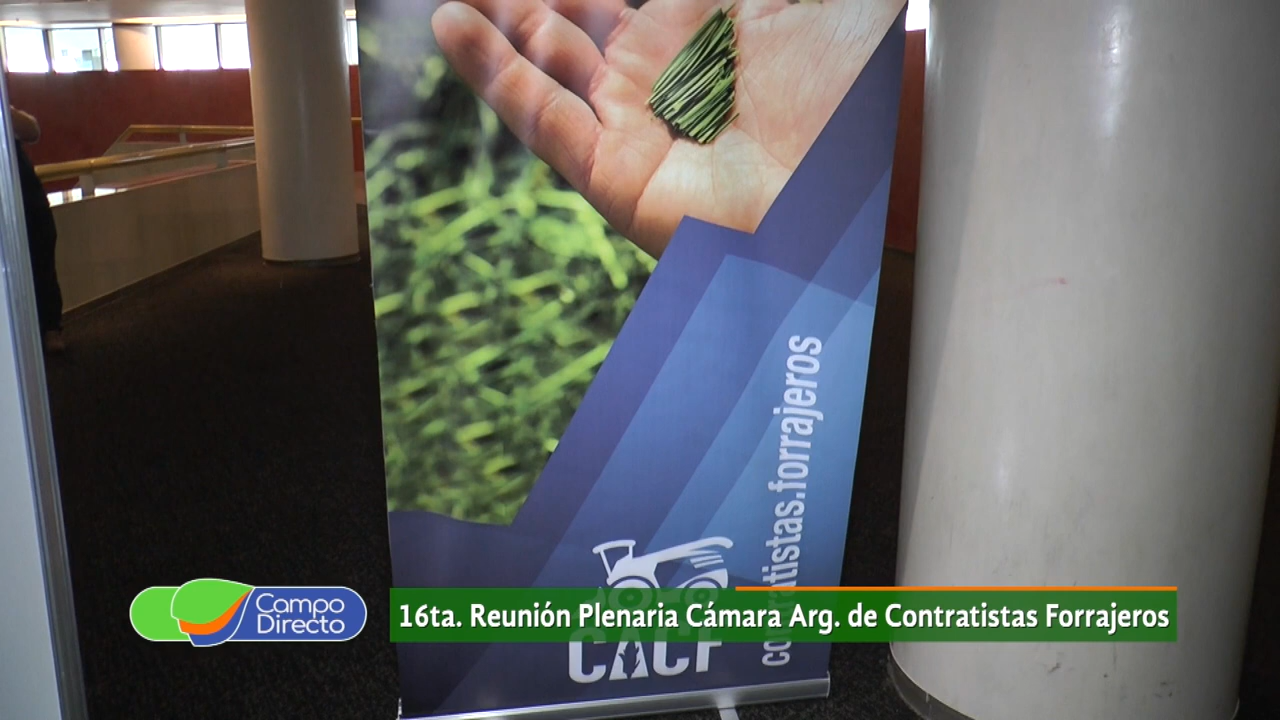 contratistas.forrajeros
CACF
Campo
Directo
16ta. Reunión Plenaria Cámara Arg. de Contratistas Forrajeros